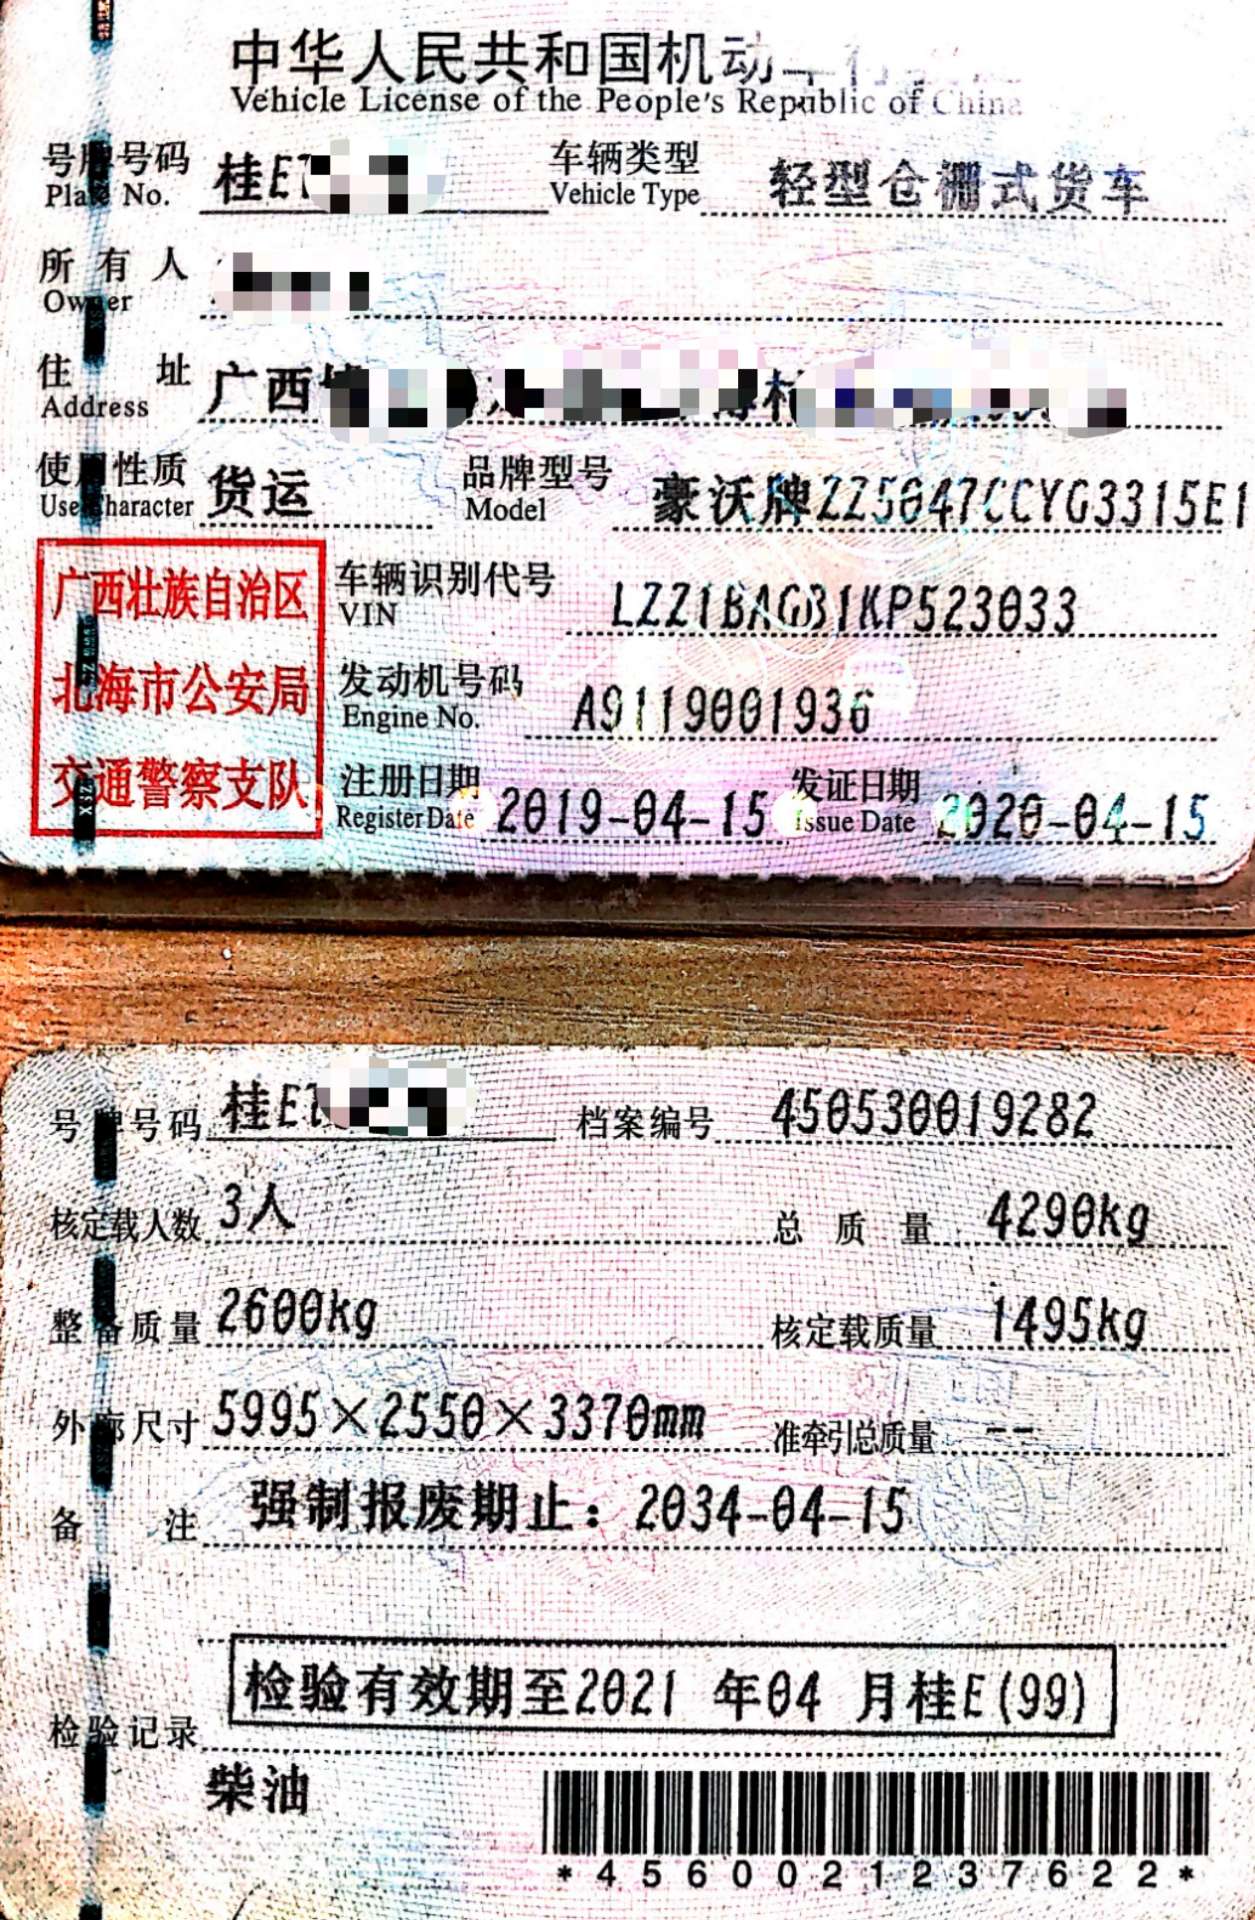 中华人民共和国机动
Vehicle License of the People's Republic of China
号牌号码 桂E 车辆类型 轻型仓栅式货车
Plate No. Vehicle Type
所有人
Owner
住址 广西
Address
使用性质 货运 品牌型号 豪沃牌ZZ5047CCYG3315E1
Use Character Model
广西壮族自治区
北海市公安局
交通警察支队
车辆识别代号 LZZ1BAGB1KP523033
VIN
发动机号码 A9119001936
Engine No.
注册日期 2019-04-15 发证日期 2020-04-15
Register Date Issue Date
号牌号码 桂E 档案编号 450530019282
核定载人数 3人 总质量 4290kg
整备质量 2600kg 核定载质量 1495kg
外廓尺寸 5995×2550×3370mm 准牵引总质量 --
备注 强制报废期止：2034-04-15
检验有效期至2021 年04 月桂E(99)
检验记录
柴油
*4560021237622*